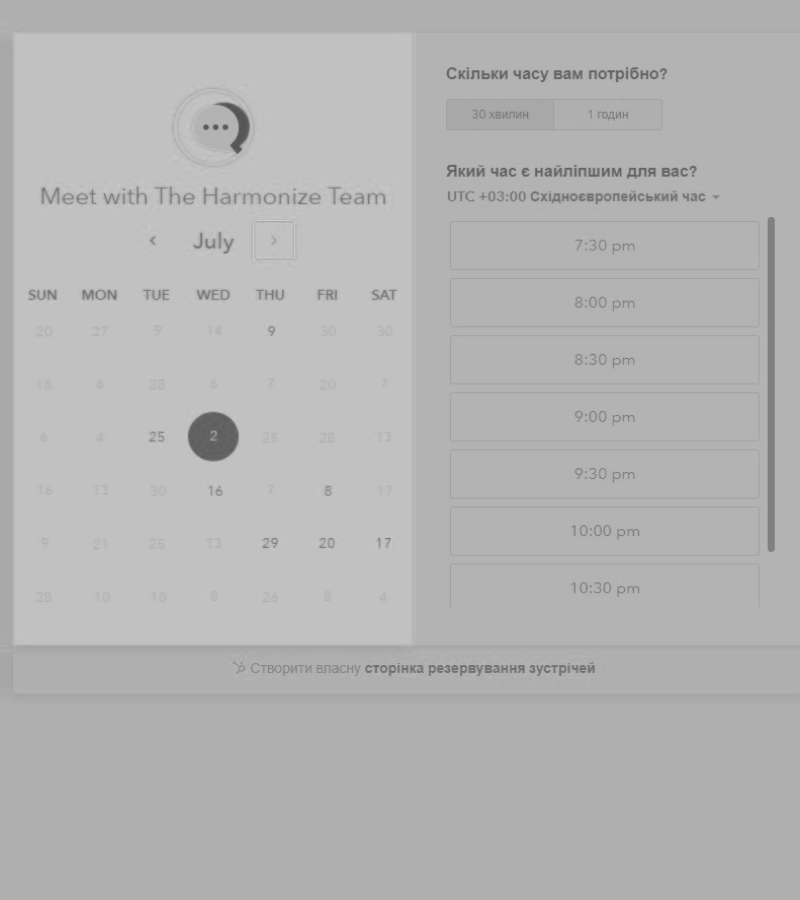 Meet with The Harmonize Team
July
SUN MON TUE WED THU FRI SAT
20 27 9 14 9 30 30
18 6 28 6 7 20 7
6 4 25 2 25 28 13
16 13 30 16 7 8 17
9 21 25 13 29 20 17
28 10 10 8 26 8 4
Скільки часу вам потрібно?
30 хвилин 1 годин
Який час є найліпшим для вас?
UTC +03:00 Східноєвропейський час
7:30 pm
8:00 pm
8:30 pm
9:00 pm
9:30 pm
10:00 pm
10:30 pm
Створити власну сторінка резервування зустрічей